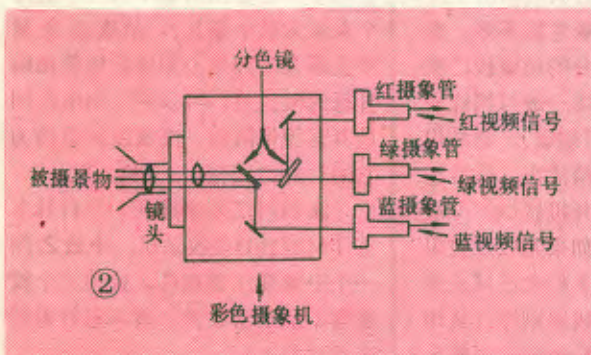 分色镜
红摄象管
红视频信号
绿摄象管
绿视频信号
蓝摄象管
蓝视频信号
被摄景物
镜头
②
彩色摄象机